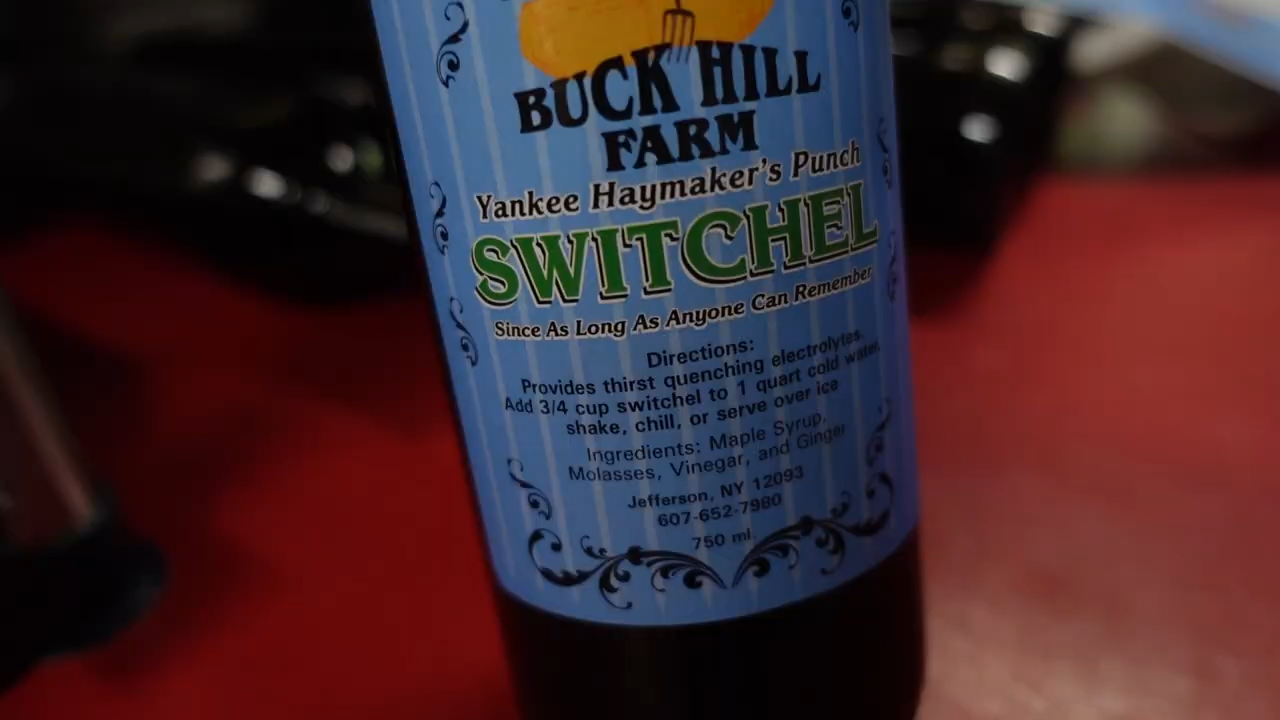 BUCK HILL
FARM
Yankee Haymaker's Punch
SWITCHEL
Since As Long As Anyone Can Remember
Directions:
Provides thirst quenching electrolytes.
Add 3/4 cup switchel to 1 quart cold water,
shake, chill, or serve over ice
Ingredients: Maple Syrup,
Molasses, Vinegar, and Ginger
Jefferson, NY 12093
607-652-7980
750 ml.